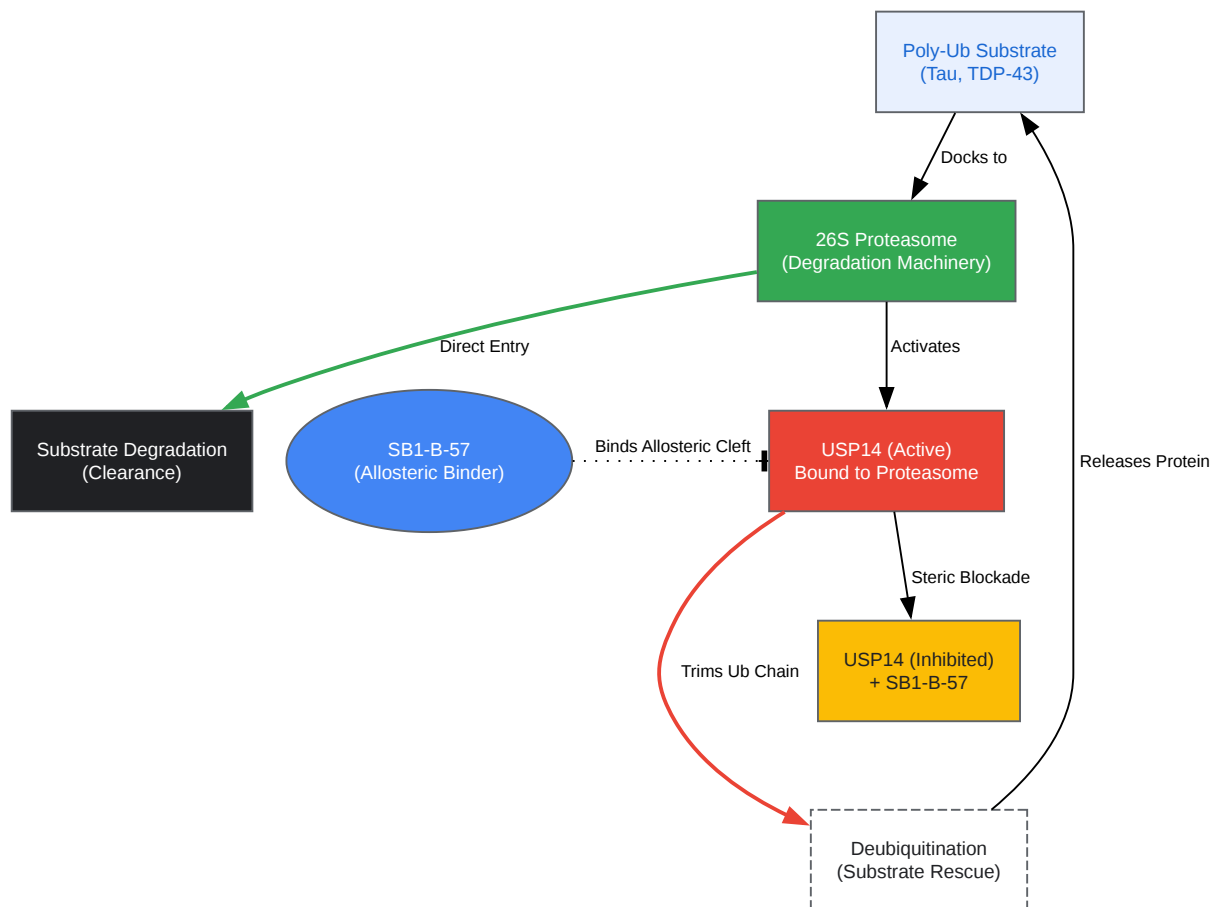 Poly-Ub Substrate
(Tau, TDP-43)
Docks to
26S Proteasome
(Degradation Machinery)
Direct Entry
Activates
Substrate Degradation
(Clearance)
SB1-B-57
(Allosteric Binder)
Binds Allosteric Cleft
USP14 (Active)
Bound to Proteasome
Releases Protein
Steric Blockade
Trims Ub Chain
USP14 (Inhibited)
+ SB1-B-57
Deubiquitination
(Substrate Rescue)